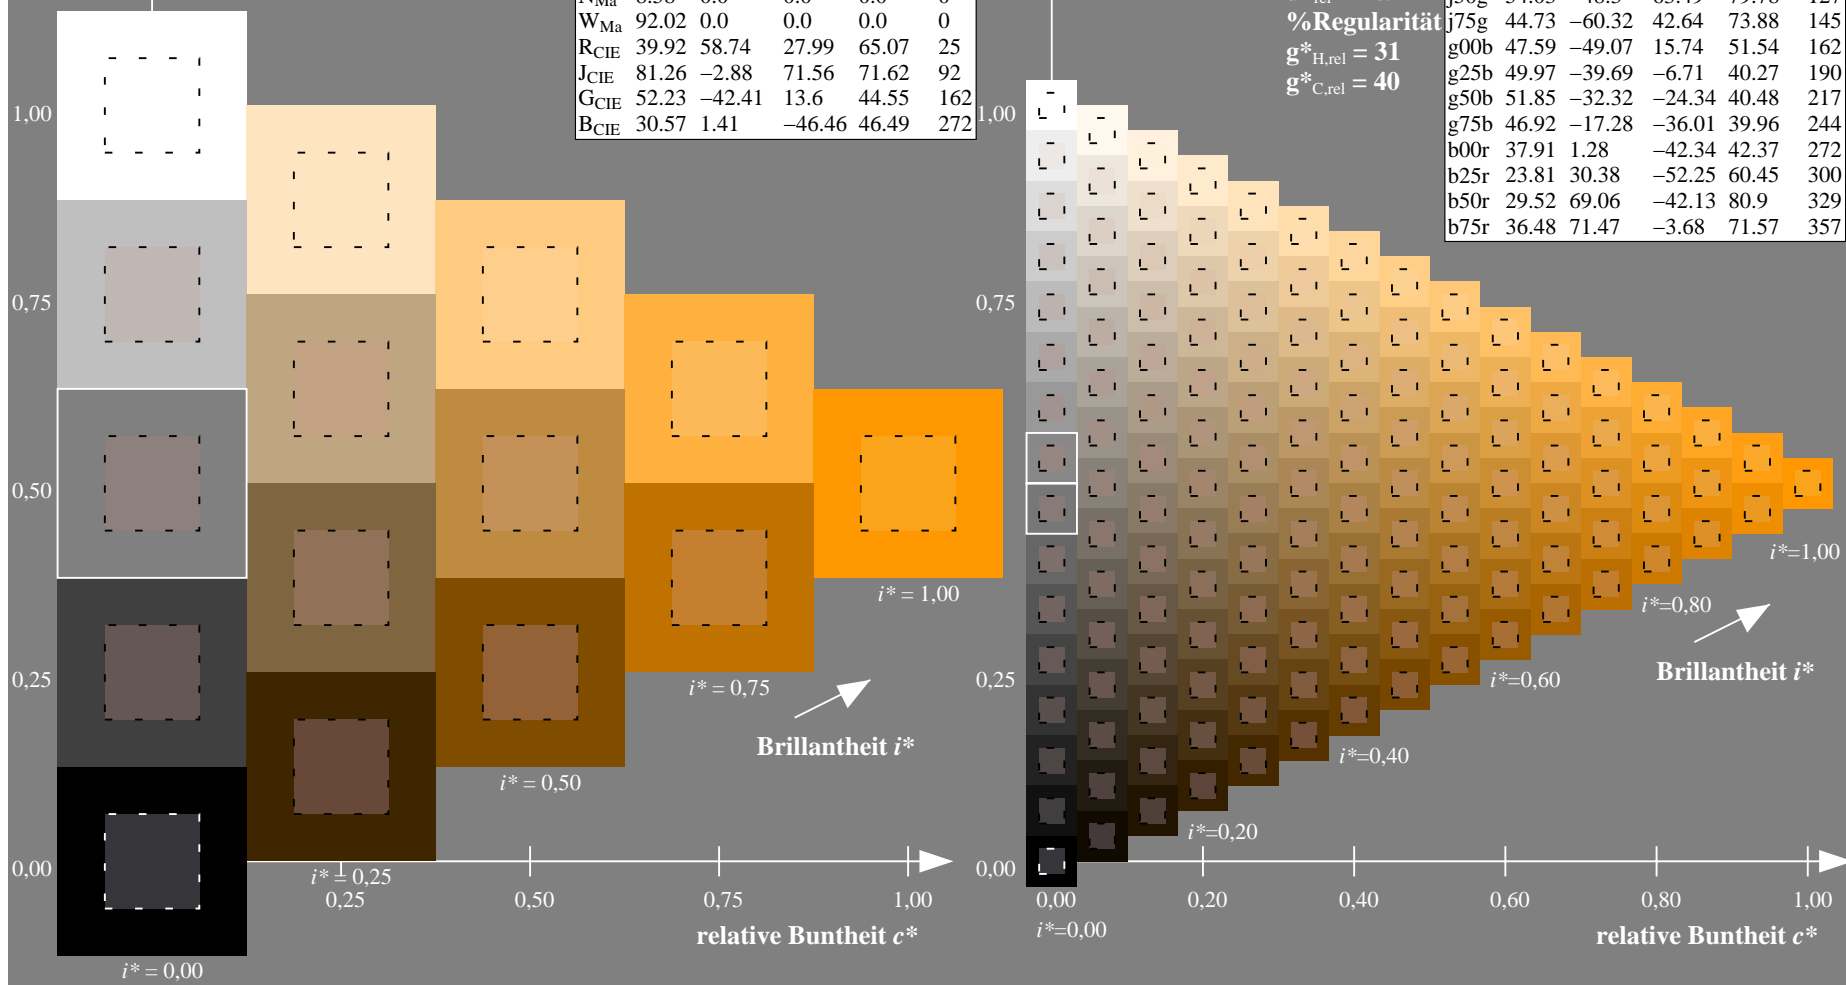 W_Ma 92.02 0.0 0.0 0.0 0
R_CIE 39.92 58.74 27.99 65.07 25
J_CIE 81.26 −2.88 71.56 71.62 92
G_CIE 52.23 −42.41 13.6 44.55 162
B_CIE 30.57 1.41 −46.46 46.49 272
1,00
0,75
0,50
0,25
0,00
i* = 1,00
i* = 0,75
Brillantheit i*
i* = 0,50
i* = 0,25
0,25 0,50 0,75 1,00
relative Buntheit c*
i* = 0,00
%Regularität
g*_H,rel = 31
g*_C,rel = 40
j75g 44.73 −60.32 42.64 73.88 145
g00b 47.59 −49.07 15.74 51.54 162
g25b 49.97 −39.69 −6.71 40.27 190
g50b 51.85 −32.32 −24.34 40.48 217
g75b 46.92 −17.28 −36.01 39.96 244
b00r 37.91 1.28 −42.34 42.37 272
b25r 23.81 30.38 −52.25 60.45 300
b50r 29.52 69.06 −42.13 80.9 329
b75r 36.48 71.47 −3.68 71.57 357
1,00
0,75
0,50
0,25
0,00
i*=1,00
i*=0,80
Brillantheit i*
i*=0,60
i*=0,40
i*=0,20
0,00 0,20 0,40 0,60 0,80 1,00
i*=0,00
relative Buntheit c*